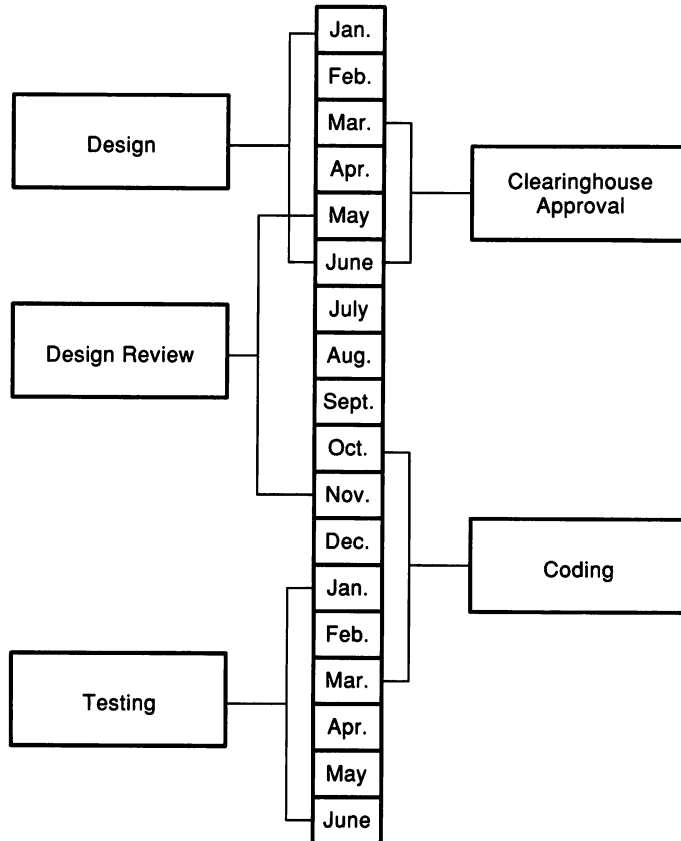 Jan.
Feb.
Mar.
Design
Apr.
Clearinghouse
Approval
May
June
July
Design Review
Aug.
Sept.
Oct.
Nov.
Dec.
Coding
Jan.
Feb.
Mar.
Testing
Apr.
May
June